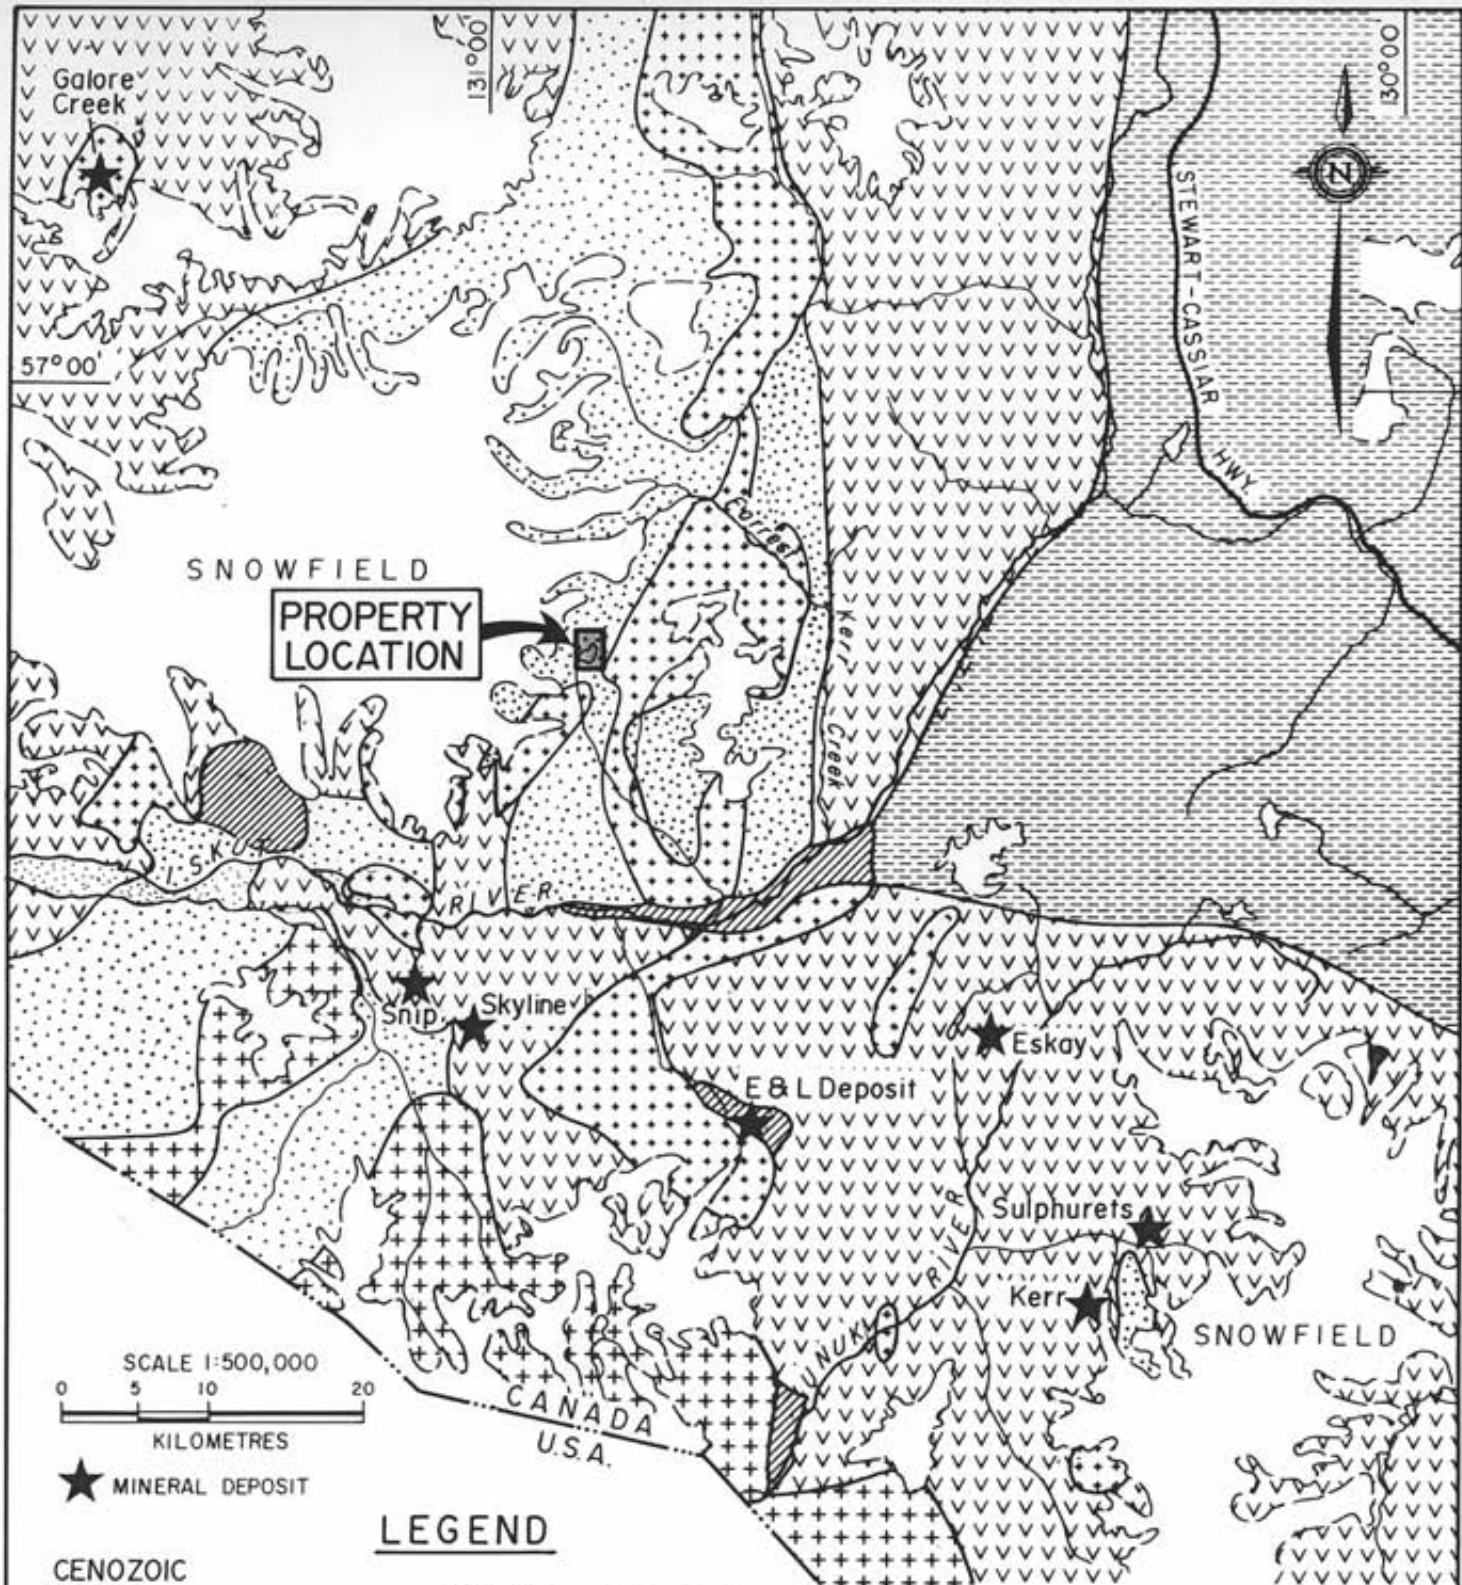 Galore
Creek
131°00'
130°00'
N
STEWART-CASSIAR
HWY.
57°00'
Forrest
SNOWFIELD
PROPERTY
LOCATION
Kerr
Creek
ISKUT
RIVER
Snip
Skyline
Eskay
E & L Deposit
Sulphurets
RIVER
Kerr
SNOWFIELD
UNUK
SCALE 1:500,000
0 5 10 20
KILOMETRES
CANADA
U.S.A.
MINERAL DEPOSIT
LEGEND
CENOZOIC